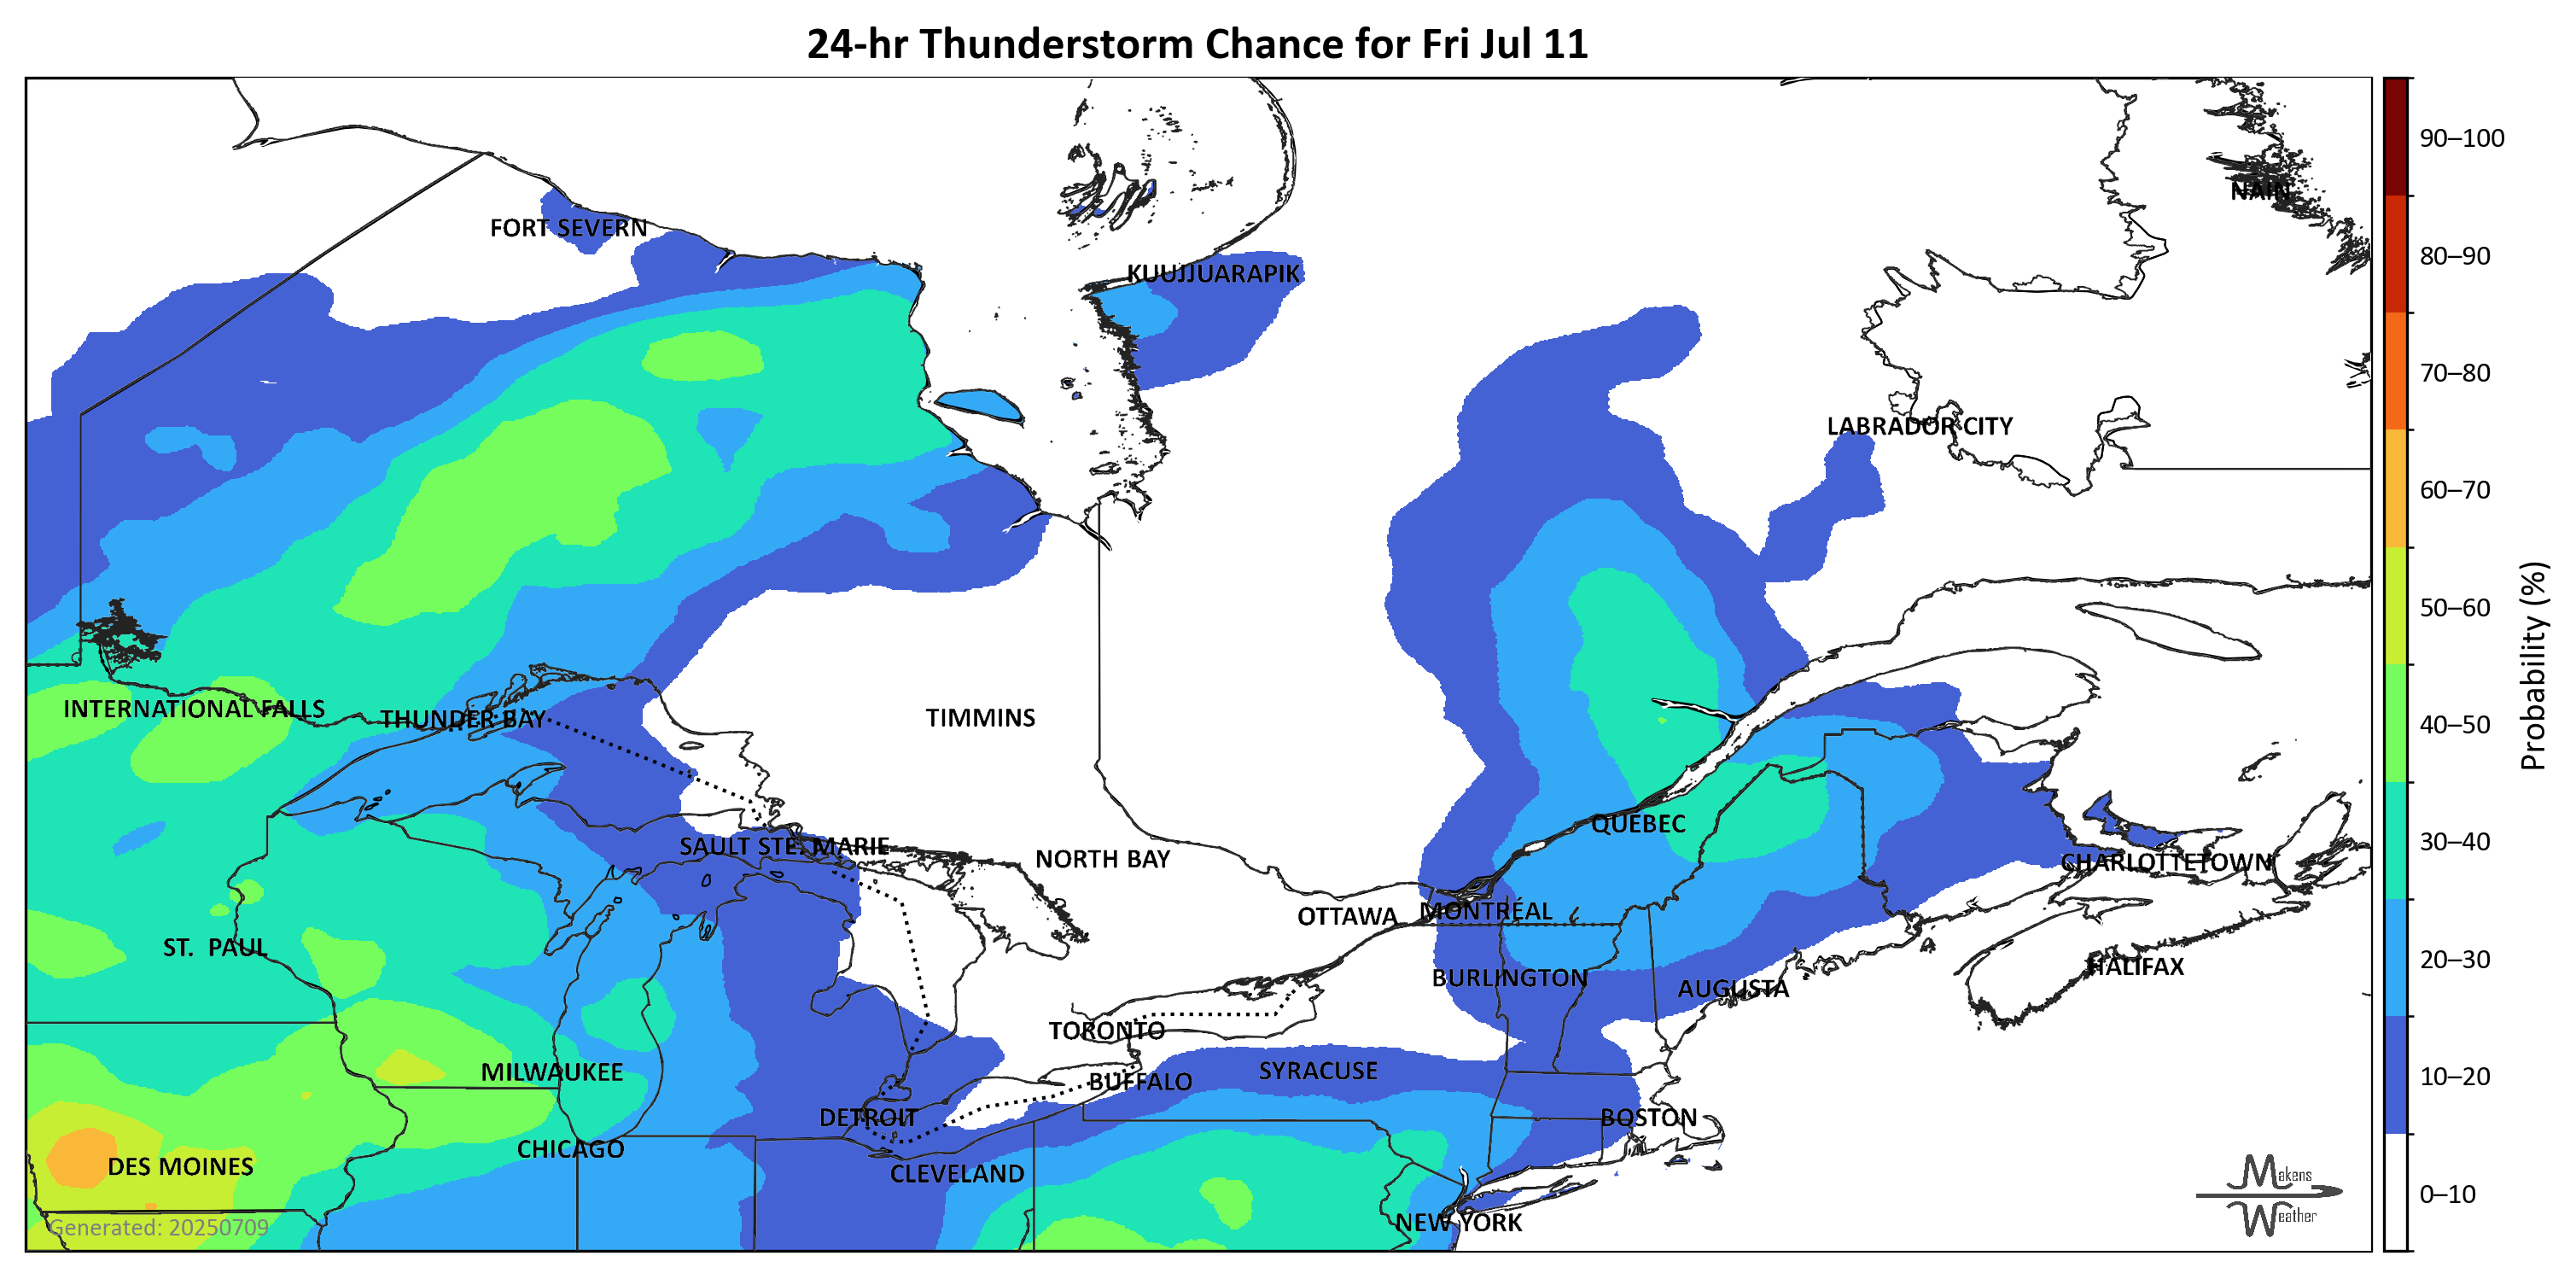 24-hr Thunderstorm Chance for Fri Jul 11
90–100
NAIN
FORT SEVERN
80–90
KUUJJUARAPIK
70–80
LABRADOR CITY
60–70
50–60
Probability (%)
INTERNATIONAL FALLS
THUNDER BAY
TIMMINS
40–50
QUEBEC
SAULT STE. MARIE
30–40
NORTH BAY
CHARLOTTETOWN
OTTAWA
MONTRÉAL
ST. PAUL
20–30
HALIFAX
BURLINGTON
AUGUSTA
TORONTO
SYRACUSE
MILWAUKEE
10–20
BUFFALO
DETROIT
BOSTON
CHICAGO
DES MOINES
CLEVELAND
Makens
0–10
Weather
NEW YORK
Generated: 20250709